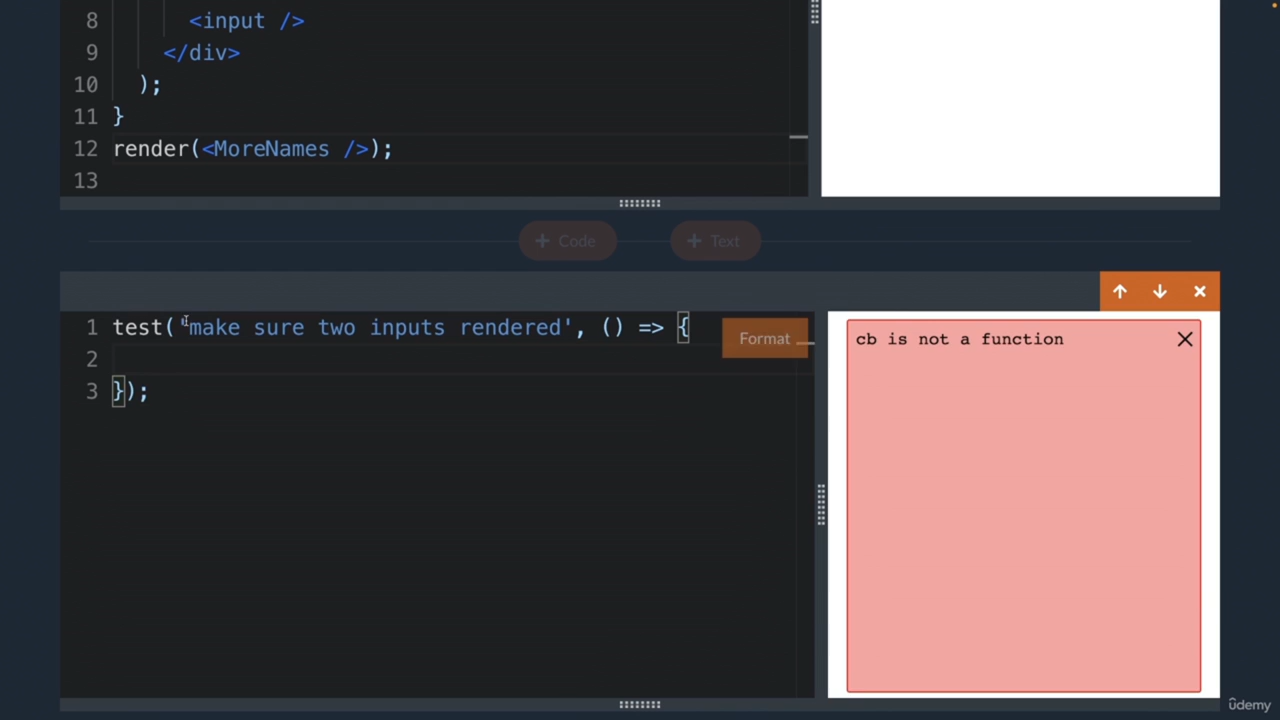 8 <input />
9 </div>
10 );
11 }
12 render(<MoreNames />);
13
+ Code + Text
1 test('make sure two inputs rendered', () => {
2
3 });
Format
cb is not a function
ûdemy